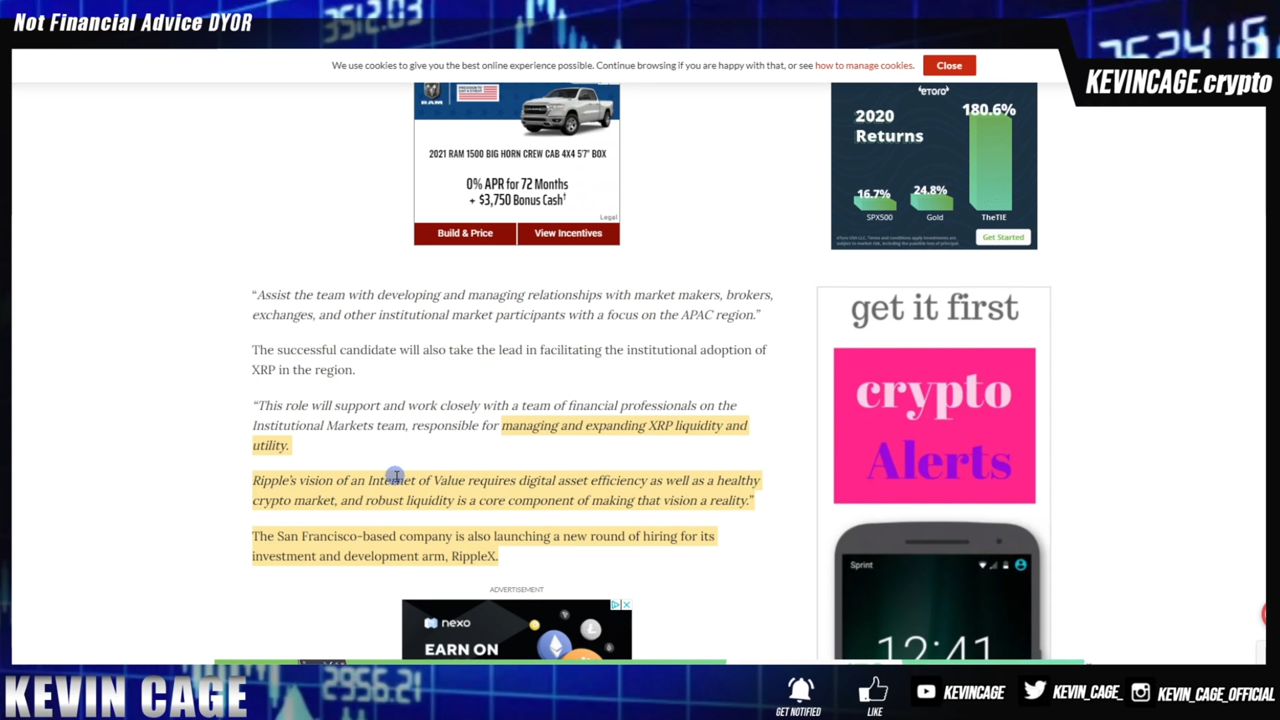 Not Financial Advice DYOR
3512.03
352416
We use cookies to give you the best online experience possible. Continue browsing if you are happy with that, or see how to manage cookies.
Close
KEVINCAGE.crypto
RAM
2021 RAM 1500 BIG HORN CREW CAB 4X4 5'7" BOX
0% APR for 72 Months
+ $3,750 Bonus Cash†
Legal
Build & Price
View Incentives
eToro
2020
Returns
180.6%
16.7%
24.8%
SPX500
Gold
TheTIE
Get Started
“Assist the team with developing and managing relationships with market makers, brokers,
exchanges, and other institutional market participants with a focus on the APAC region.”
The successful candidate will also take the lead in facilitating the institutional adoption of
XRP in the region.
“This role will support and work closely with a team of financial professionals on the
Institutional Markets team, responsible for managing and expanding XRP liquidity and
utility.
Ripple’s vision of an Internet of Value requires digital asset efficiency as well as a healthy
crypto market, and robust liquidity is a core component of making that vision a reality.”
The San Francisco-based company is also launching a new round of hiring for its
investment and development arm, RippleX.
get it first
crypto
Alerts
Sprint
12:41
ADVERTISEMENT
nexo
EARN ON
2956.21
KEVIN CAGE
GET NOTIFIED
LIKE
KEVINCAGE
KEVIN_CAGE_
KEVIN_CAGE_OFFICIAL